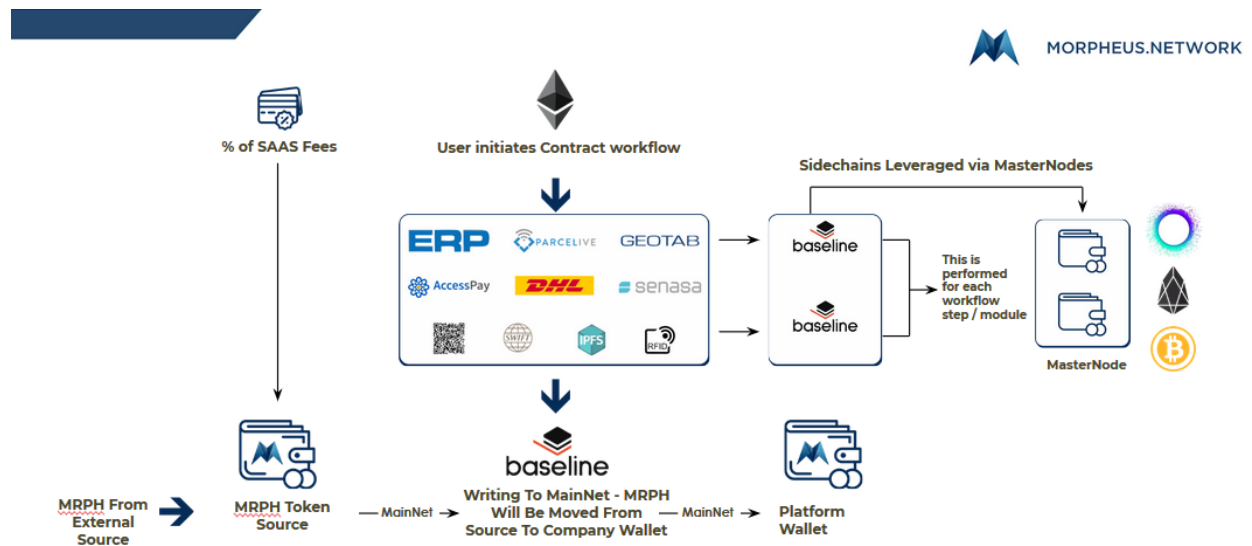 MORPHEUS.NETWORK
% of SAAS Fees
User initiates Contract workflow
Sidechains Leveraged via MasterNodes
ERP
PARCELIVE
GEOTAB
AccessPay
DHL
senasa
SWIFT
IPFS
RFID
baseline
baseline
This is
performed
for each
workflow
step / module
MasterNode
baseline
MRPH From
External
Source
MRPH Token
Source
MainNet
Writing To MainNet - MRPH
Will Be Moved From
Source To Company Wallet
MainNet
Platform
Wallet